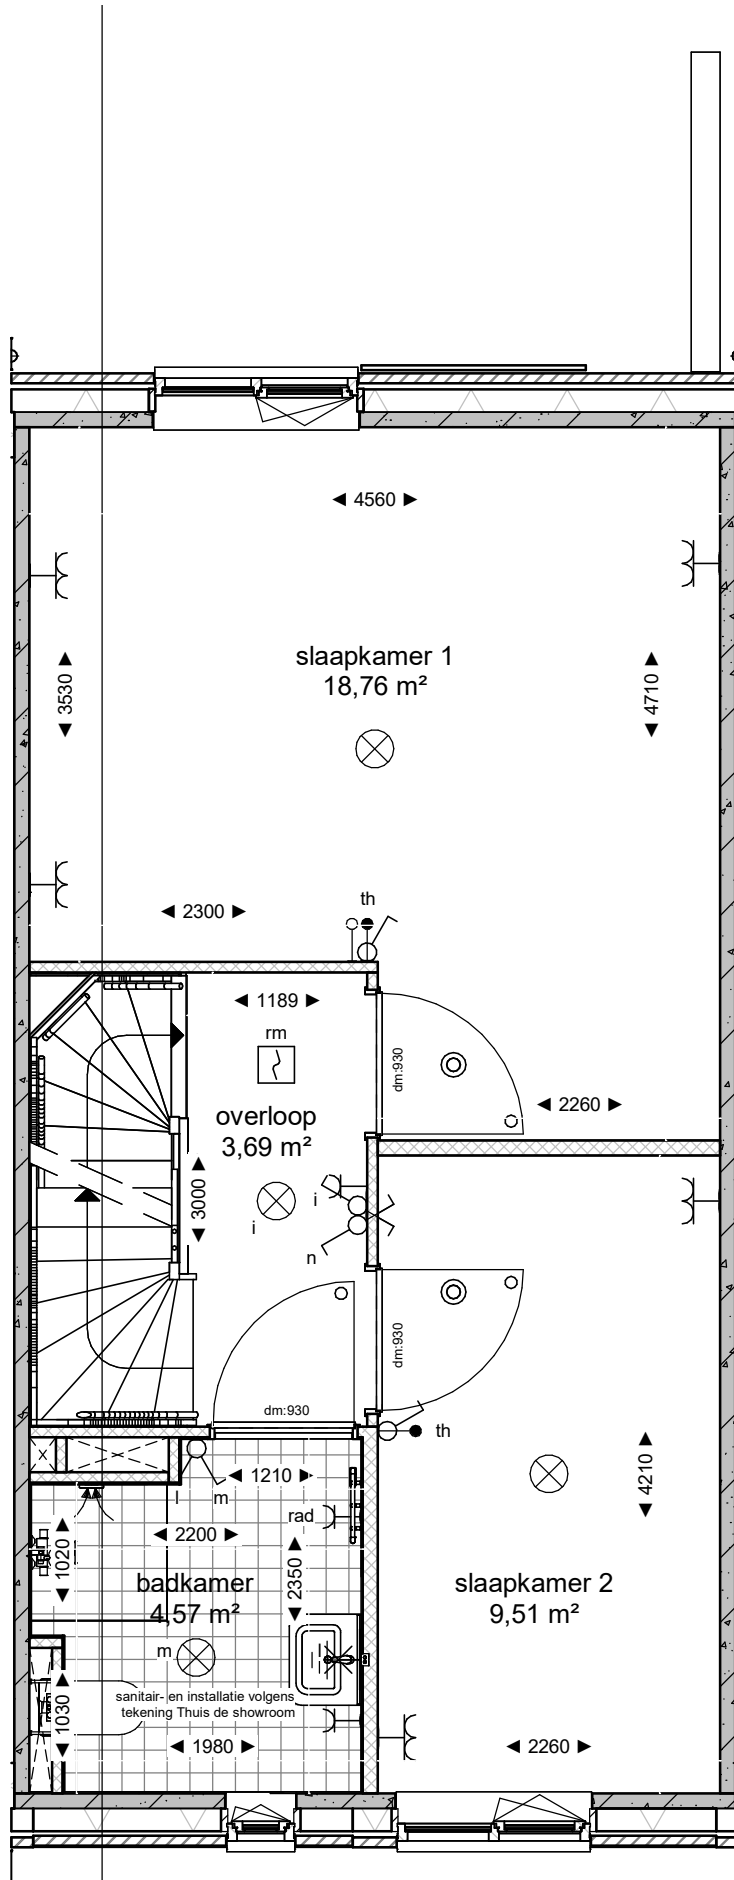 ◄ 4560 ►
slaapkamer 1
18,76 m²
◄ 3530 ►
◄ 4710 ►
◄ 2300 ►
th
◄ 1189 ►
rm
dm:930
◄ 2260 ►
overloop
3,69 m²
◄ 3000 ►
i
i
n
dm:930
dm:930
th
◄ 1210 ►
l
m
◄ 4210 ►
rad
◄ 2200 ►
◄ 1020 ►
◄ 2350 ►
badkamer
4,57 m²
slaapkamer 2
9,51 m²
m
◄ 1030 ►
sanitair- en installatie volgens
tekening Thuis de showroom
◄ 1980 ►
◄ 2260 ►